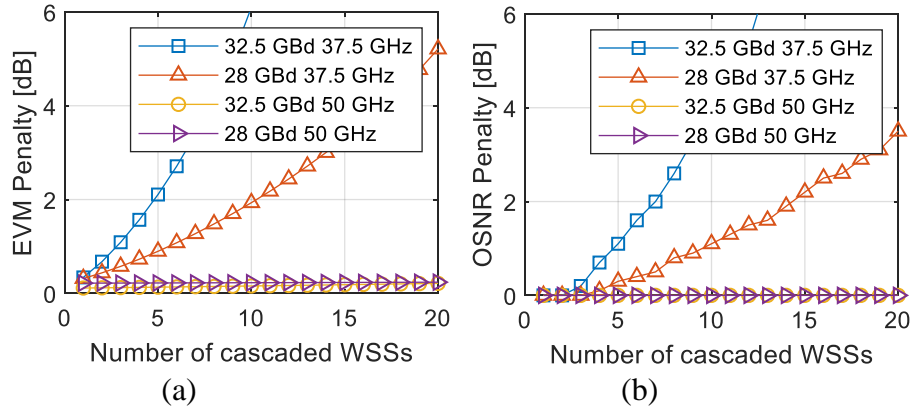 EVM Penalty [dB]
6
4
2
0
32.5 GBd 37.5 GHz
28 GBd 37.5 GHz
32.5 GBd 50 GHz
28 GBd 50 GHz
0 5 10 15 20
Number of cascaded WSSs
(a)
OSNR Penalty [dB]
6
4
2
0
32.5 GBd 37.5 GHz
28 GBd 37.5 GHz
32.5 GBd 50 GHz
28 GBd 50 GHz
0 5 10 15 20
Number of cascaded WSSs
(b)